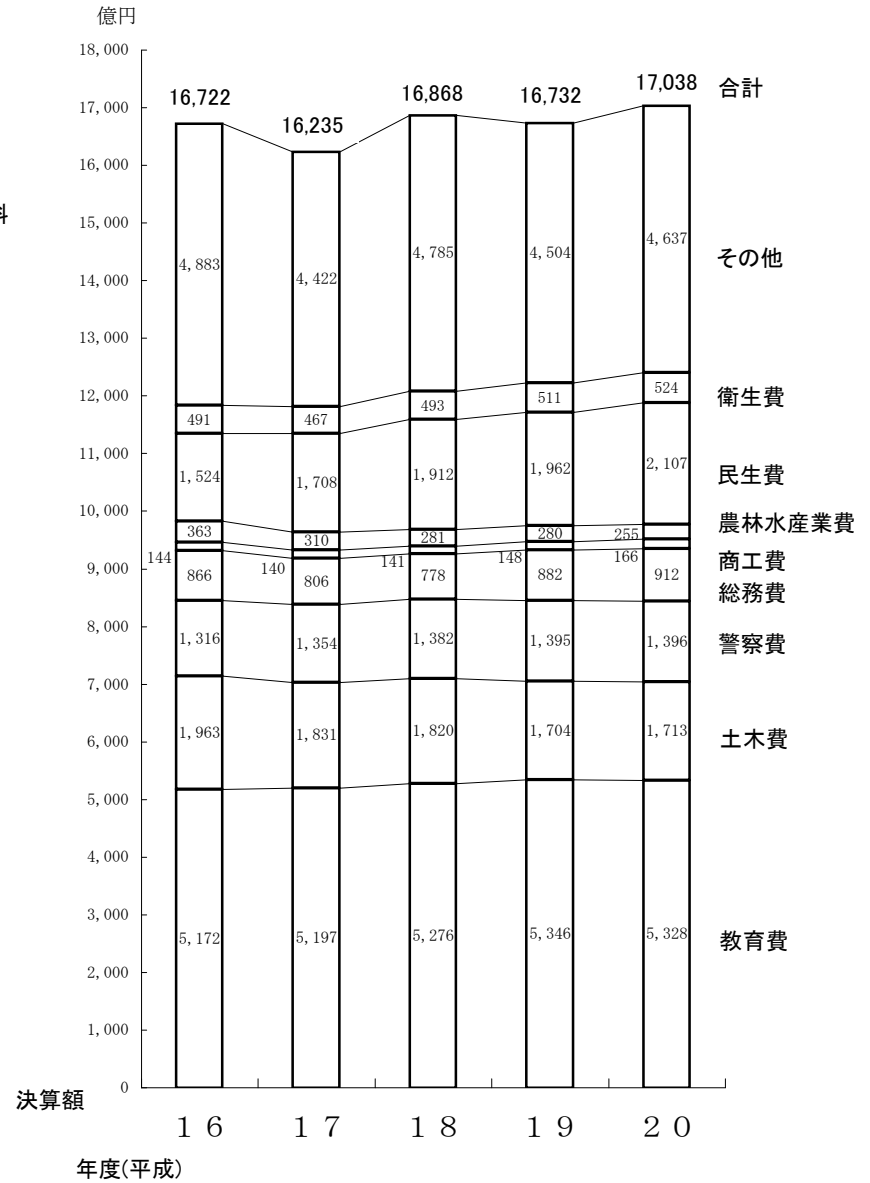 億円
18,000
16,722 16,235 16,868 16,732 17,038 合計
17,000
16,000
料
15,000
4,883 4,422 4,785 4,504 4,637 その他
14,000
13,000
12,000
491 467 493 511 524 衛生費
11,000
1,524 1,708 1,912 1,962 2,107 民生費
10,000
363 310 281 280 255 農林水産業費
144 140 141 148 166 商工費
9,000
866 806 778 882 912 総務費
8,000
1,316 1,354 1,382 1,395 1,396 警察費
7,000
1,963 1,831 1,820 1,704 1,713 土木費
6,000
5,000
4,000
3,000
5,172 5,197 5,276 5,346 5,328 教育費
2,000
1,000
0
決算額
16 17 18 19 20
年度(平成)